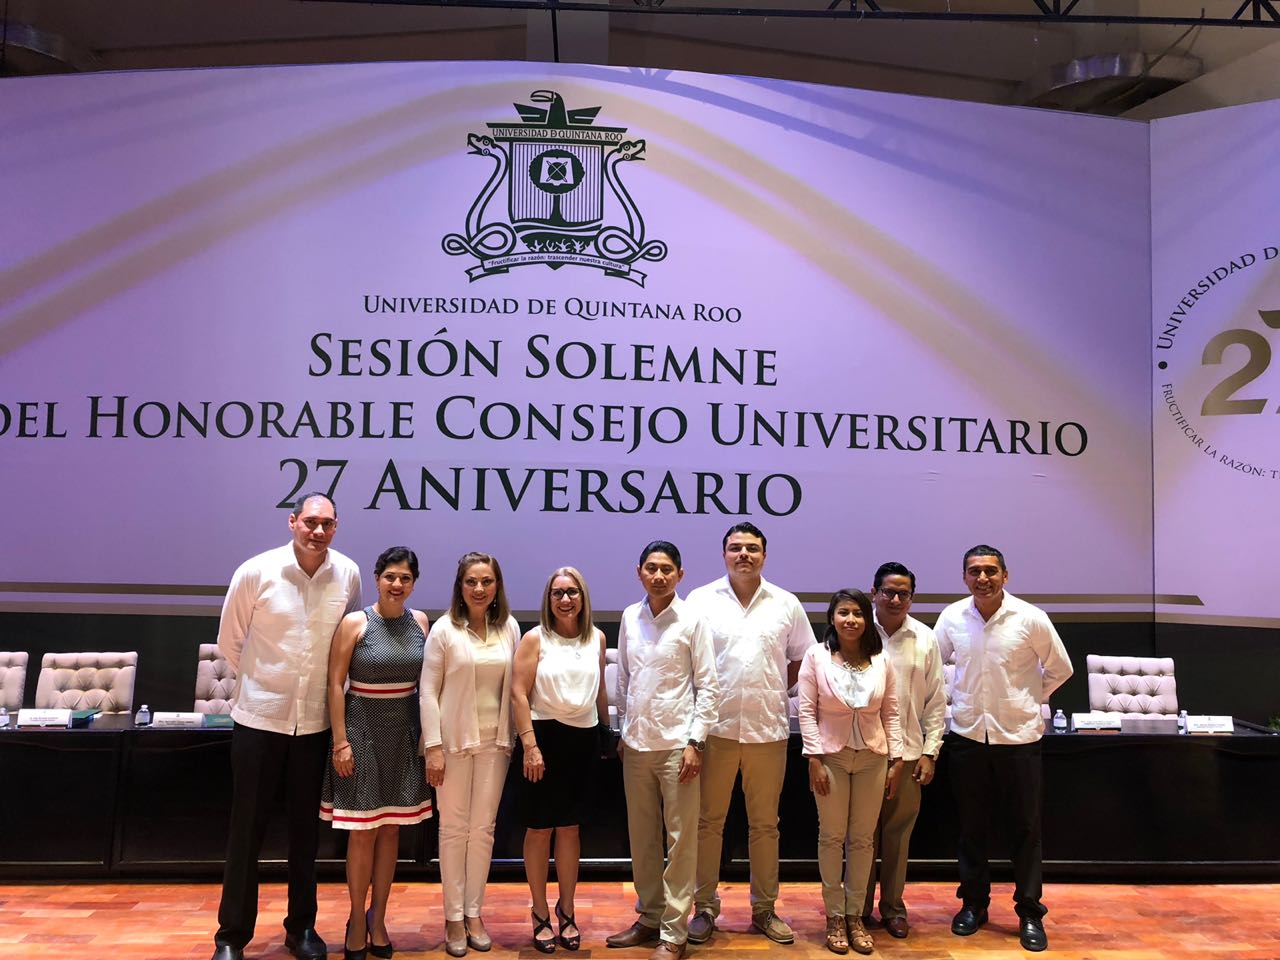 UNIVERSIDAD D QUINTANA ROO
"Fructificar la razón: trascender nuestra cultura"
UNIVERSIDAD DE QUINTANA ROO
SESIÓN SOLEMNE
DEL HONORABLE CONSEJO UNIVERSITARIO
27 ANIVERSARIO
• UNIVERSIDAD DE
2
FRUCTIFICAR LA RAZÓN: T